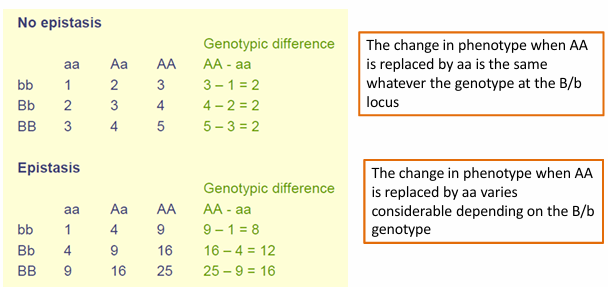 No epistasis
Genotypic difference
aa Aa AA AA - aa
bb 1 2 3 3 – 1 = 2
Bb 2 3 4 4 – 2 = 2
BB 3 4 5 5 – 3 = 2
The change in phenotype when AA
is replaced by aa is the same
whatever the genotype at the B/b
locus
Epistasis
Genotypic difference
aa Aa AA AA - aa
bb 1 4 9 9 – 1 = 8
Bb 4 9 16 16 – 4 = 12
BB 9 16 25 25 – 9 = 16
The change in phenotype when AA
is replaced by aa varies
considerable depending on the B/b
genotype